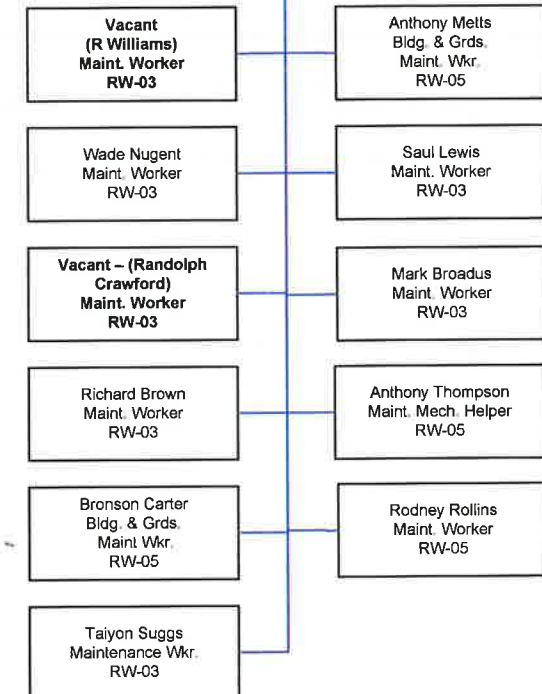 Vacant
(R Williams)
Maint. Worker
RW-03
Anthony Metts
Bldg. & Grds.
Maint. Wkr.
RW-05
Wade Nugent
Maint. Worker
RW-03
Saul Lewis
Maint. Worker
RW-03
Vacant – (Randolph
Crawford)
Maint. Worker
RW-03
Mark Broadus
Maint. Worker
RW-03
Richard Brown
Maint. Worker
RW-03
Anthony Thompson
Maint. Mech. Helper
RW-05
Bronson Carter
Bldg. & Grds.
Maint Wkr.
RW-05
Rodney Rollins
Maint. Worker
RW-05
Taiyon Suggs
Maintenance Wkr.
RW-03